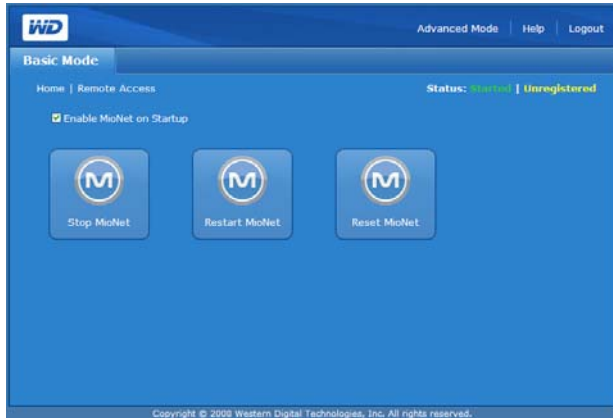 WD
Advanced Mode | Help | Logout
Basic Mode
Home | Remote Access
Status: Started | Unregistered
Enable MioNet on Startup
M M M
Stop MioNet Restart MioNet Reset MioNet
Copyright © 2008 Western Digital Technologies, Inc. All rights reserved.